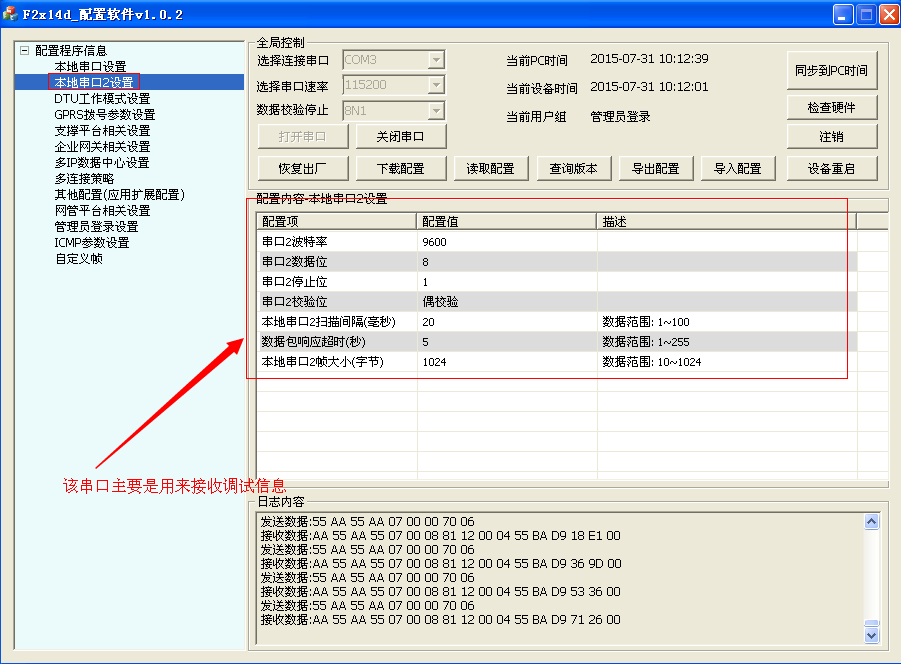 F2x14d_配置软件v1.0.2
配置程序信息
本地串口设置
本地串口2设置
DTU工作模式设置
GPRS拨号参数设置
支撑平台相关设置
企业网关相关设置
多IP数据中心设置
多连接策略
其他配置(应用扩展配置)
网管平台相关设置
管理员登录设置
ICMP参数设置
自定义帧
该串口主要是用来接收调试信息
全局控制
选择连接串口 COM3 当前PC时间 2015-07-31 10:12:39 同步到PC时间
选择串口速率 115200 当前设备时间 2015-07-31 10:12:01 检查硬件
数据校验停止 8N1 当前用户组 管理员登录
打开串口 关闭串口 注销
恢复出厂 下载配置 读取配置 查询版本 导出配置 导入配置 设备重启
配置内容-本地串口2设置
配置项 配置值 描述
串口2波特率 9600
串口2数据位 8
串口2停止位 1
串口2校验位 偶校验
本地串口2扫描间隔(毫秒) 20 数据范围: 1~100
数据包响应超时(秒) 5 数据范围: 1~255
本地串口2帧大小(字节) 1024 数据范围: 10~1024
日志内容
发送数据:55 AA 55 AA 07 00 00 70 06
接收数据:AA 55 AA 55 07 00 08 81 12 00 04 55 BA D9 18 E1 00
发送数据:55 AA 55 AA 07 00 00 70 06
接收数据:AA 55 AA 55 07 00 08 81 12 00 04 55 BA D9 36 9D 00
发送数据:55 AA 55 AA 07 00 00 70 06
接收数据:AA 55 AA 55 07 00 08 81 12 00 04 55 BA D9 53 36 00
发送数据:55 AA 55 AA 07 00 00 70 06
接收数据:AA 55 AA 55 07 00 08 81 12 00 04 55 BA D9 71 26 00